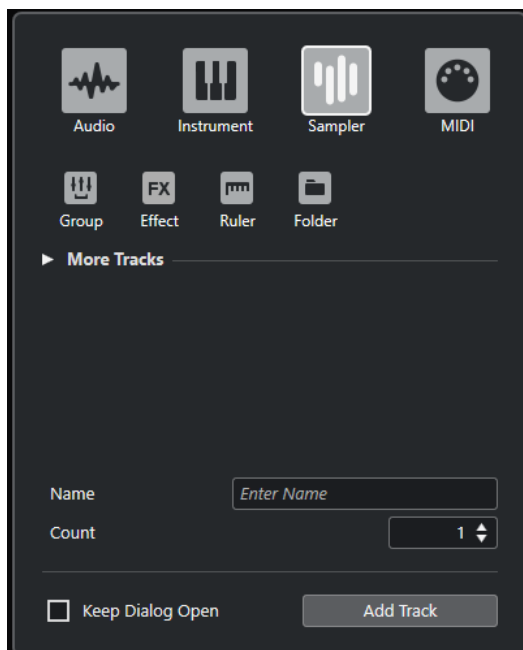 Audio Instrument Sampler MIDI
FX
Group Effect Ruler Folder
More Tracks
Name Enter Name
Count 1
Keep Dialog Open Add Track